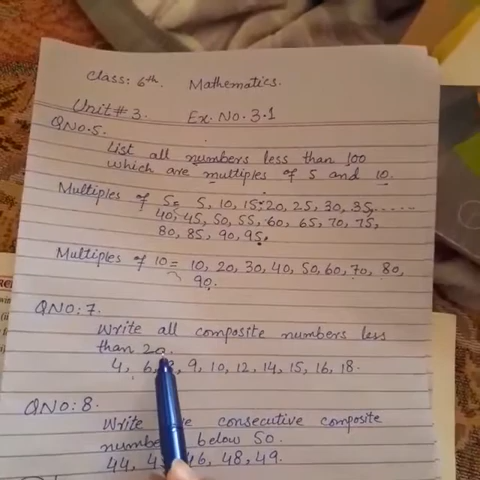 Class: 6th. Mathematics.
Unit # 3. Ex. No. 3.1
QNO.5.
List all numbers less than 100
which are multiples of 5 and 10.
Multiples of 5 = 5, 10, 15, 20, 25, 30, 35,......
40, 45, 50, 55, 60, 65, 70, 75,
80, 85, 90, 95.
Multiples of 10 = 10, 20, 30, 40, 50, 60, 70, 80,
90.
QNO:7.
Write all composite numbers less
than 20.
4, 6, 8, 9, 10, 12, 14, 15, 16, 18.
QNO:8.
Write consecutive composite
below 50.
44, 46, 48, 49.